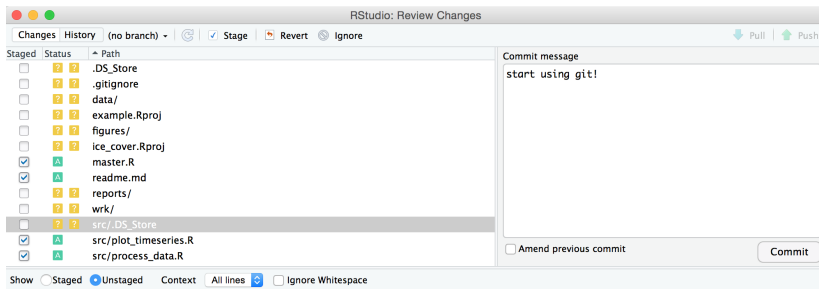 RStudio: Review Changes
Changes History (no branch) Stage Revert Ignore Pull Push
Staged Status Path
? ? .DS_Store
? ? .gitignore
? ? data/
? ? example.Rproj
? ? figures/
? ? ice_cover.Rproj
A master.R
A readme.md
? ? reports/
? ? wrk/
? ? src/.DS_Store
A src/plot_timeseries.R
A src/process_data.R
Commit message
start using git!
Amend previous commit
Commit
Show Staged Unstaged Context All lines Ignore Whitespace